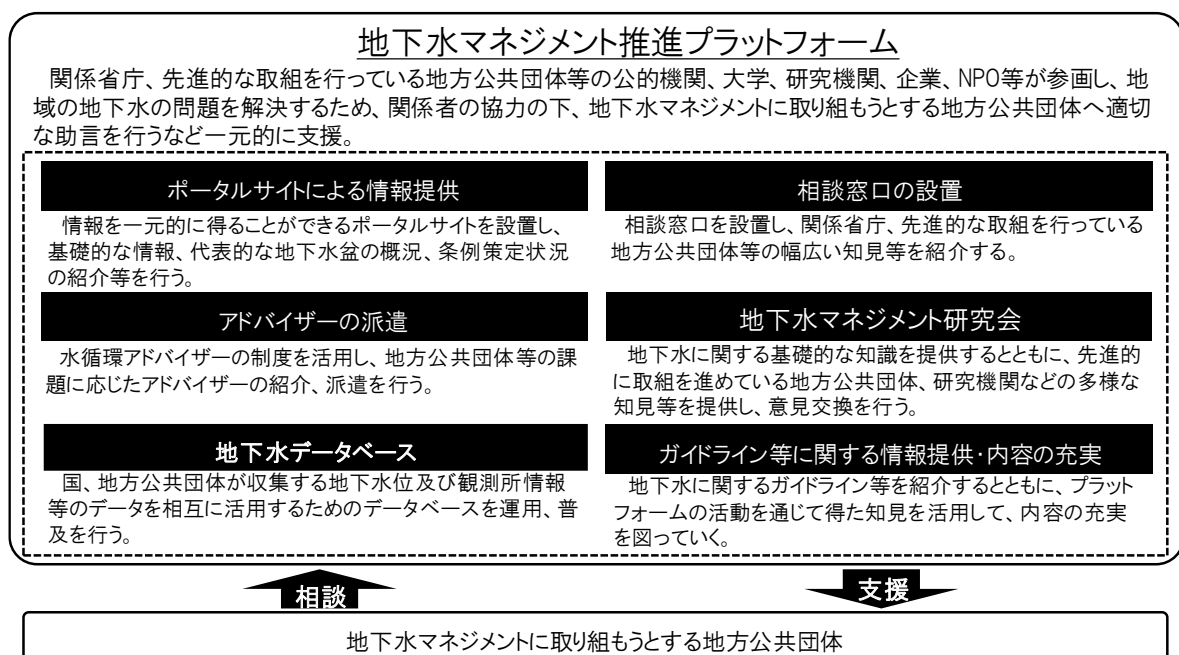 地下水マネジメント推進プラットフォーム
関係省庁、先進的な取組を行っている地方公共団体等の公的機関、大学、研究機関、企業、NPO等が参画し、地
域の地下水の問題を解決するため、関係者の協力の下、地下水マネジメントに取り組もうとする地方公共団体へ適切
な助言を行うなど一元的に支援。
ポータルサイトによる情報提供
情報を一元的に得ることができるポータルサイトを設置し、
基礎的な情報、代表的な地下水盆の概況、条例策定状況
の紹介等を行う。
相談窓口の設置
相談窓口を設置し、関係省庁、先進的な取組を行っている
地方公共団体等の幅広い知見等を紹介する。
アドバイザーの派遣
水循環アドバイザーの制度を活用し、地方公共団体等の課
題に応じたアドバイザーの紹介、派遣を行う。
地下水マネジメント研究会
地下水に関する基礎的な知識を提供するとともに、先進的
に取組を進めている地方公共団体、研究機関などの多様な
知見等を提供し、意見交換を行う。
地下水データベース
国、地方公共団体が収集する地下水位及び観測所情報
等のデータを相互に活用するためのデータベースを運用、普
及を行う。
ガイドライン等に関する情報提供・内容の充実
地下水に関するガイドライン等を紹介するとともに、プラット
フォームの活動を通じて得た知見を活用して、内容の充実
を図っていく。
相談
支援
地下水マネジメントに取り組もうとする地方公共団体